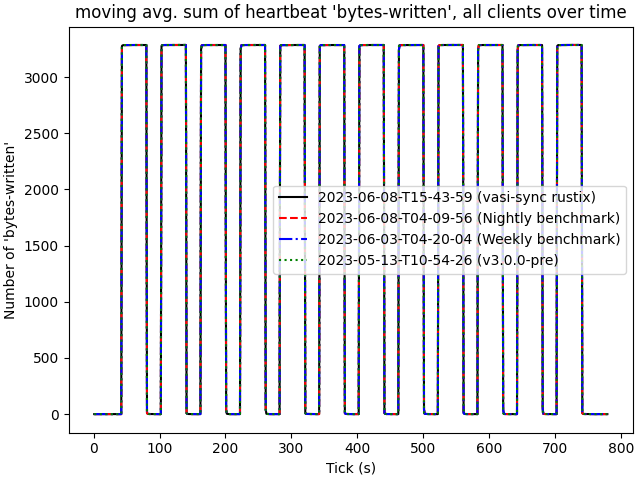 moving avg. sum of heartbeat 'bytes-written', all clients over time
Number of 'bytes-written'
3000
2500
2000
1500
1000
500
0
2023-06-08-T15-43-59 (vasi-sync rustix)
2023-06-08-T04-09-56 (Nightly benchmark)
2023-06-03-T04-20-04 (Weekly benchmark)
2023-05-13-T10-54-26 (v3.0.0-pre)
0 100 200 300 400 500 600 700 800
Tick (s)